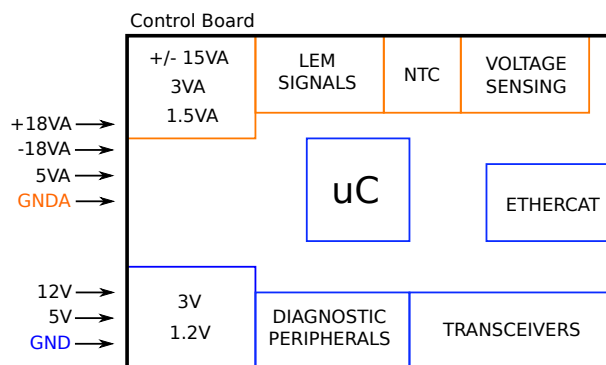 Control Board
+/- 15VA
3VA
1.5VA
LEM
SIGNALS
NTC
VOLTAGE
SENSING
+18VA
-18VA
5VA
GNDA
uC
ETHERCAT
12V
5V
GND
3V
1.2V
DIAGNOSTIC
PERIPHERALS
TRANSCEIVERS